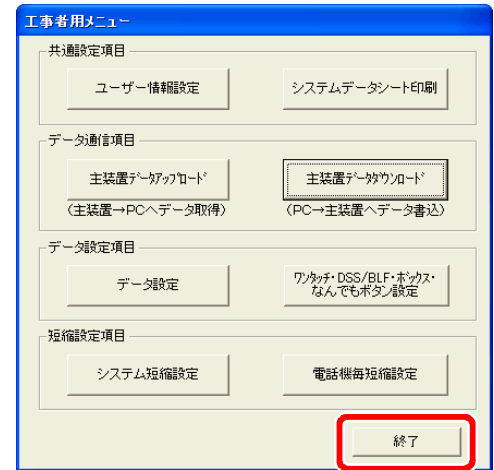 工事者用メニュー
共通設定項目
ユーザー情報設定 システムデータシート印刷
データ通信項目
主装置ﾃﾞｰﾀｱｯﾌﾟﾛｰﾄﾞ 主装置ﾃﾞｰﾀﾀﾞｳﾝﾛｰﾄﾞ
(主装置→PCへデータ取得) (PC→主装置へデータ書込)
データ設定項目
データ設定 ﾜﾝﾀｯﾁ・DSS/BLF・ﾎﾞｯｸｽ・
なんでもボタン設定
短縮設定項目
システム短縮設定 電話機毎短縮設定
終了